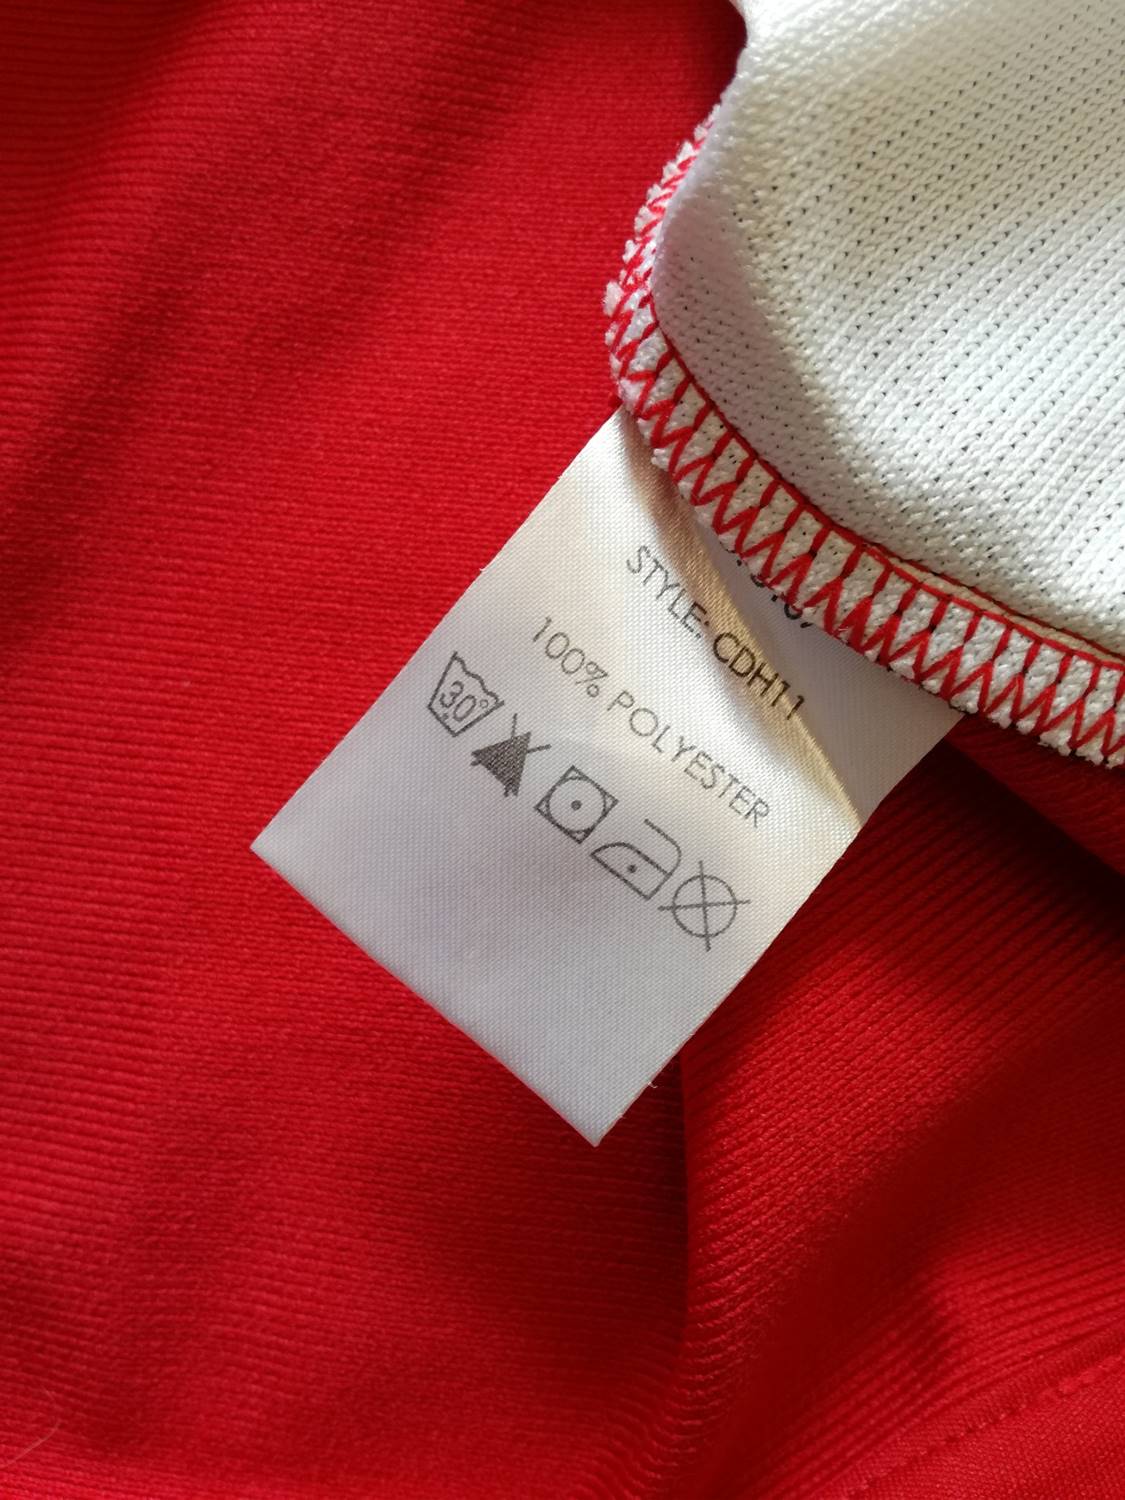 STYLE: CDH11
100% POLYESTER
30°